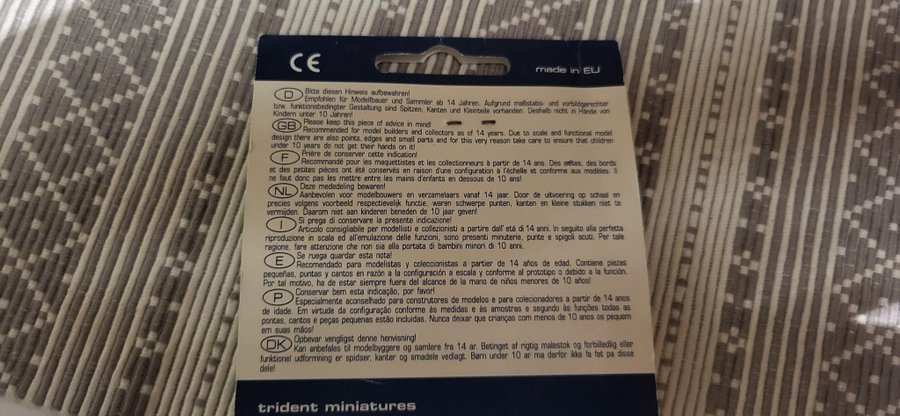 CE
made in EU
D Bitte diesen Hinweis aufbewahren!
Empfohlen für Modellbauer und Sammler ab 14 Jahren. Aufgrund maßstabs- und vorbildgerechter
bzw. funktionsbedingter Gestaltung sind Spitzen, Kanten und Kleinteile vorhanden. Deshalb nicht in Hände von
Kindern unter 10 Jahren!
GB Please keep this piece of advice in mind!
Recommended for model builders and collectors as of 14 years. Due to scale and functional model
design there are also points, edges and small parts and for this very reason take care to ensure that children
under 10 years do not get their hands on it!
F Prière de conserver cette indication!
Recommandé pour les maquettistes et les collectionneurs à partir de 14 ans. Des arêtes, des bords
et des petites pièces ont été conservés en raison d'une configuration à l'échelle et conforme aux modèles. Il
ne faut donc pas les mettre entre les mains d'enfants en dessous de 10 ans!
NL Deze mededeling bewaren!
Aanbevolen voor modelbouwers en verzamelaars vanaf 14 jaar. Door de uitvoering op schaal en
precies volgens voorbeeld respectievelijk functie, waren schwerpe punten, kanten en kleine stukken niet te
vermijden. Daarom niet aan kinderen beneden de 10 jaar geven!
I Si prega di conservare la presente indicazione!
Articolo consigliabile per modellisti e collezionisti a partire dall' età di 14 anni. In seguito alla perfetta
riproduzione in scala ed all'emulazione delle funzioni, sono presenti minuterie, punte e spigoli acuti. Per tale
ragione, fare attenzione che non sia alla portata di bambini minori di 10 anni.
E Se ruega guardar esta nota!
Recomendado para modelistas y coleccionistas a partier de 14 años de edad. Contiene piezas
pequeñas, puntas y cantos en razón a la configuración a escala y conforme al prototipo o debido a la función.
Por tal motivo, ha de estar siempre fuera del alcance de la mano de niños menores de 10 años!
P Conservar bem esta indicação, por favor!
Especialmente aconselhado para construtores de modelos e para colecionadores a partir de 14 anos
de idade. Em virtude da configuração conforme às medidas e às amostras e segundo às funções todas as
pontas, cantos e peças pequenas estão incluidas. Nunca deixar que crianças com manos de 10 anos os peguem
em suas mãos!
DK Opbevar vengligst denne henvisning!
Kan anbefales til modelbyggere og samlere fra 14 ar. Betinget af rigtig malestok og forbilledlig eller
funktionel udformning er spidser, kanter og smadele vedlagt. Børn under 10 ar ma derfor ikke fa fat pa disse
dele!
trident miniatures